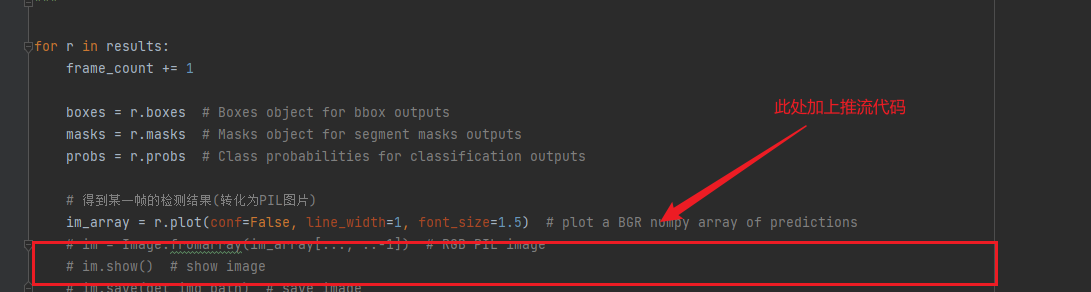 """
for r in results:
frame_count += 1
此处加上推流代码
boxes = r.boxes # Boxes object for bbox outputs
masks = r.masks # Masks object for segment masks outputs
probs = r.probs # Class probabilities for classification outputs
# 得到某一帧的检测结果(转化为PIL图片)
im_array = r.plot(conf=False, line_width=1, font_size=1.5) # plot a BGR numpy array of predictions
# im = Image.fromarray(im_array[..., ::-1]) # RGB PIL image
# im.show() # show image
# im.save(det_img_path) # save image